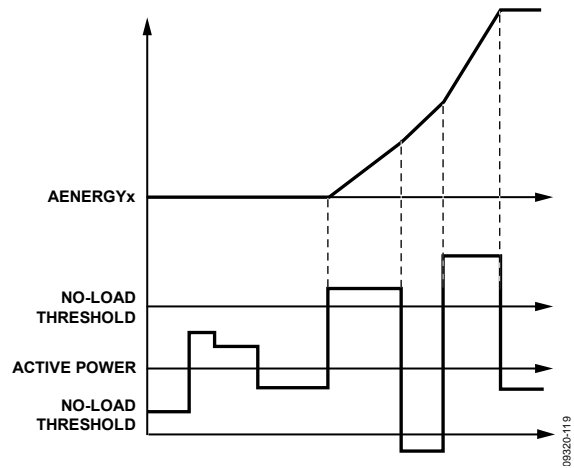 AENERGYx
NO-LOAD
THRESHOLD
ACTIVE POWER
NO-LOAD
THRESHOLD
09320-119